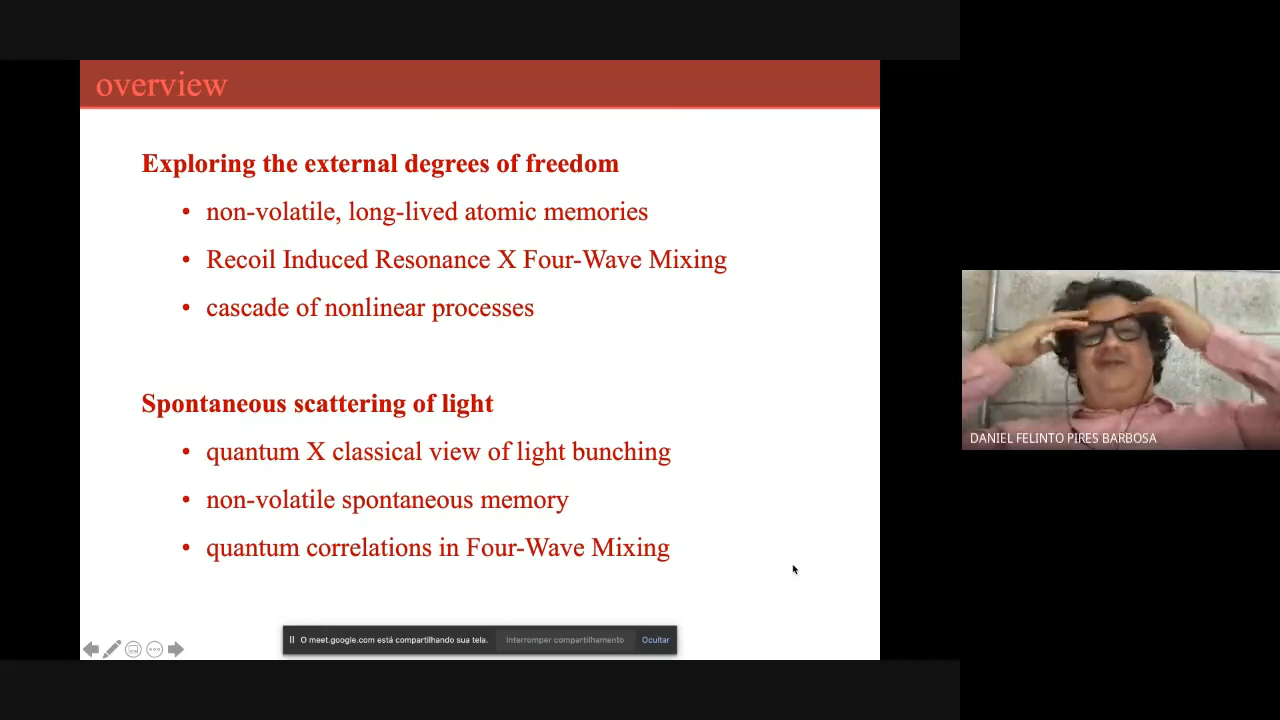 overview
Exploring the external degrees of freedom
• non-volatile, long-lived atomic memories
• Recoil Induced Resonance X Four-Wave Mixing
• cascade of nonlinear processes
Spontaneous scattering of light
• quantum X classical view of light bunching
• non-volatile spontaneous memory
• quantum correlations in Four-Wave Mixing
O meet.google.com está compartilhando sua tela. Interromper compartilhamento Ocultar
DANIEL FELINTO PIRES BARBOSA